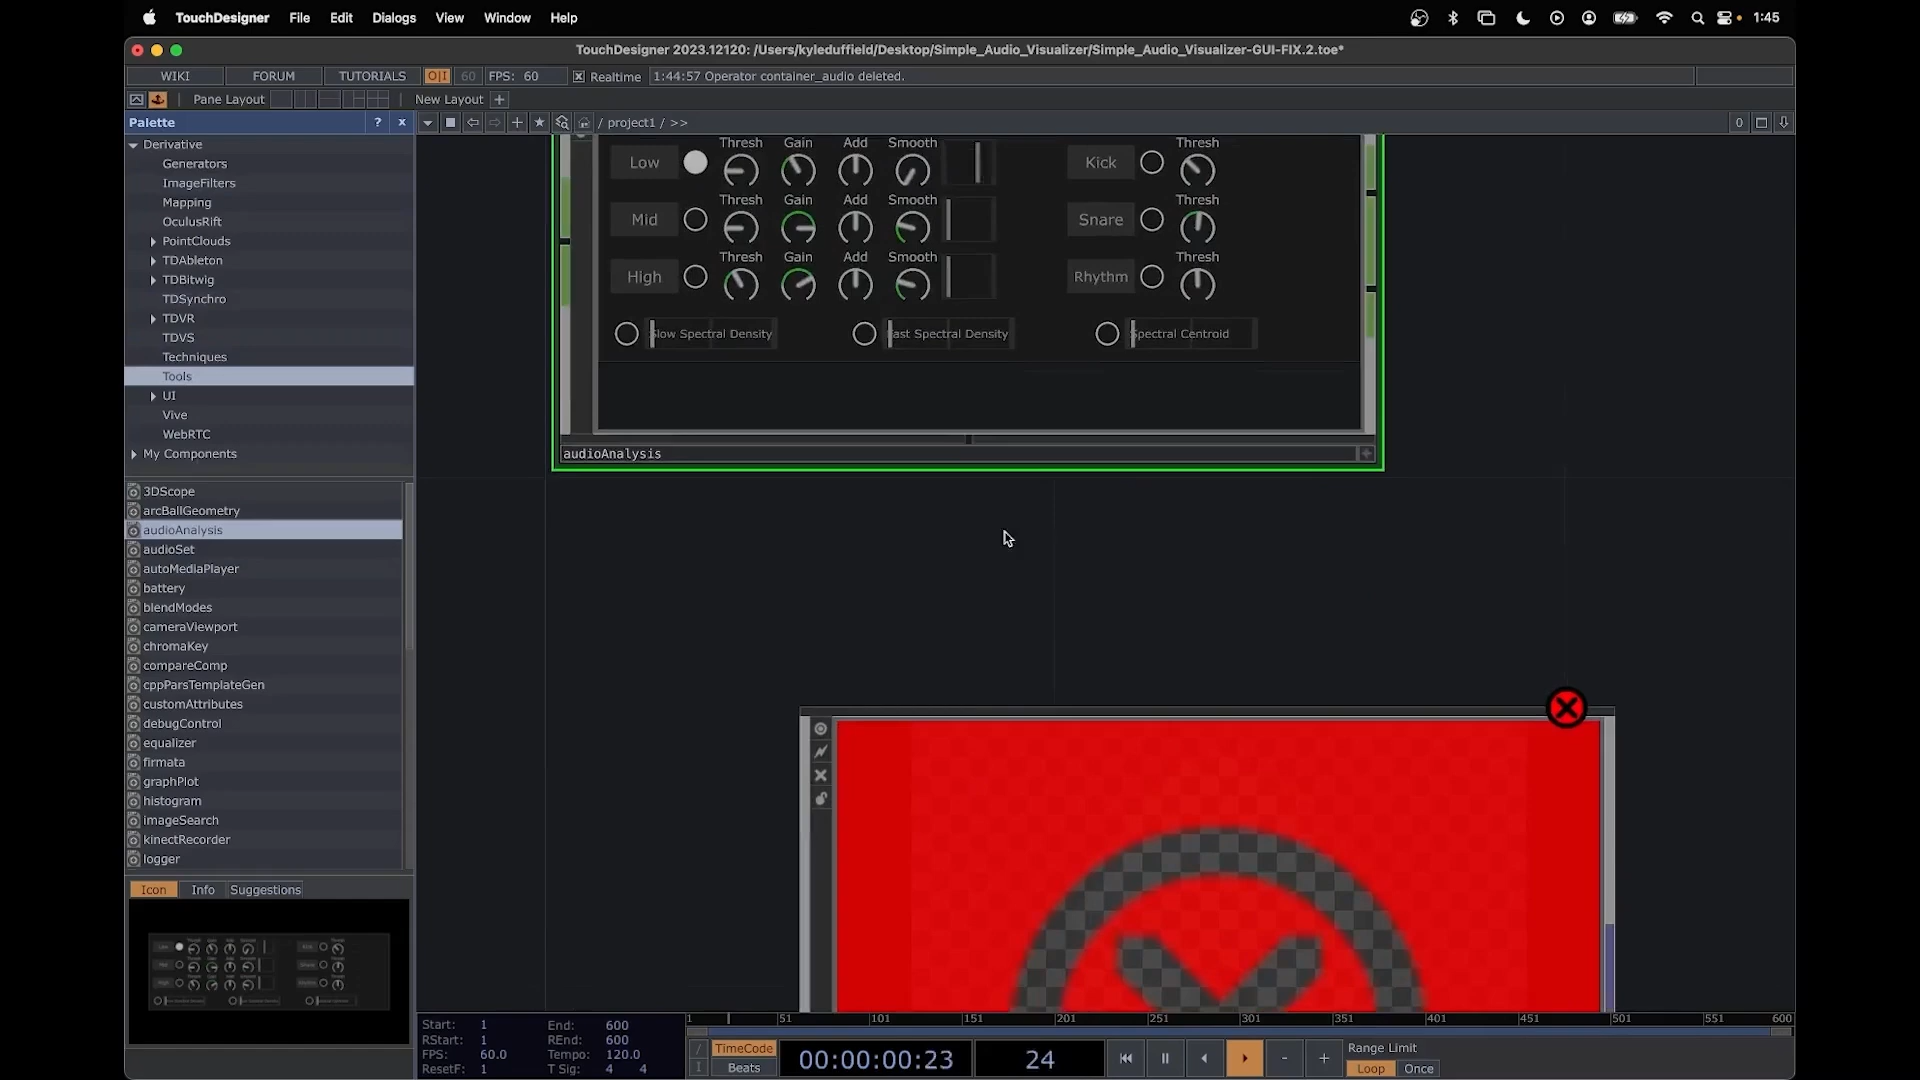 TouchDesigner File Edit Dialogs View Window Help 1:45
TouchDesigner 2023.12120: /Users/kyleduffield/Desktop/Simple_Audio_Visualizer/Simple_Audio_Visualizer-GUI-FIX.2.toe*
WIKI FORUM TUTORIALS O|I 60 FPS: 60 Realtime 1:44:57 Operator container_audio deleted.
Pane Layout New Layout +
Palette ? x / project1 / >> 0
Derivative
Generators
ImageFilters
Mapping
OculusRift
PointClouds
TDAbleton
TDBitwig
TDSynchro
TDVR
TDVS
Techniques
Tools
UI
Vive
WebRTC
My Components
3DScope
arcBallGeometry
audioAnalysis
audioSet
autoMediaPlayer
battery
blendModes
cameraViewport
chromaKey
compareComp
cppParsTemplateGen
customAttributes
debugControl
equalizer
firmata
graphPlot
histogram
imageSearch
kinectRecorder
logger
Icon Info Suggestions
Thresh Gain Add Smooth Thresh
Low Kick
Thresh Gain Add Smooth Thresh
Mid Snare
Thresh Gain Add Smooth Thresh
High Rhythm
Slow Spectral Density Fast Spectral Density Spectral Centroid
audioAnalysis
1 51 101 151 201 251 301 351 401 451 501 551 600
Start: 1 End: 600
RStart: 1 REnd: 600
FPS: 60.0 Tempo: 120.0
ResetF: 1 T Sig: 4 4
/ TimeCode 00:00:00:23 24 - + Range Limit
I Beats Loop Once